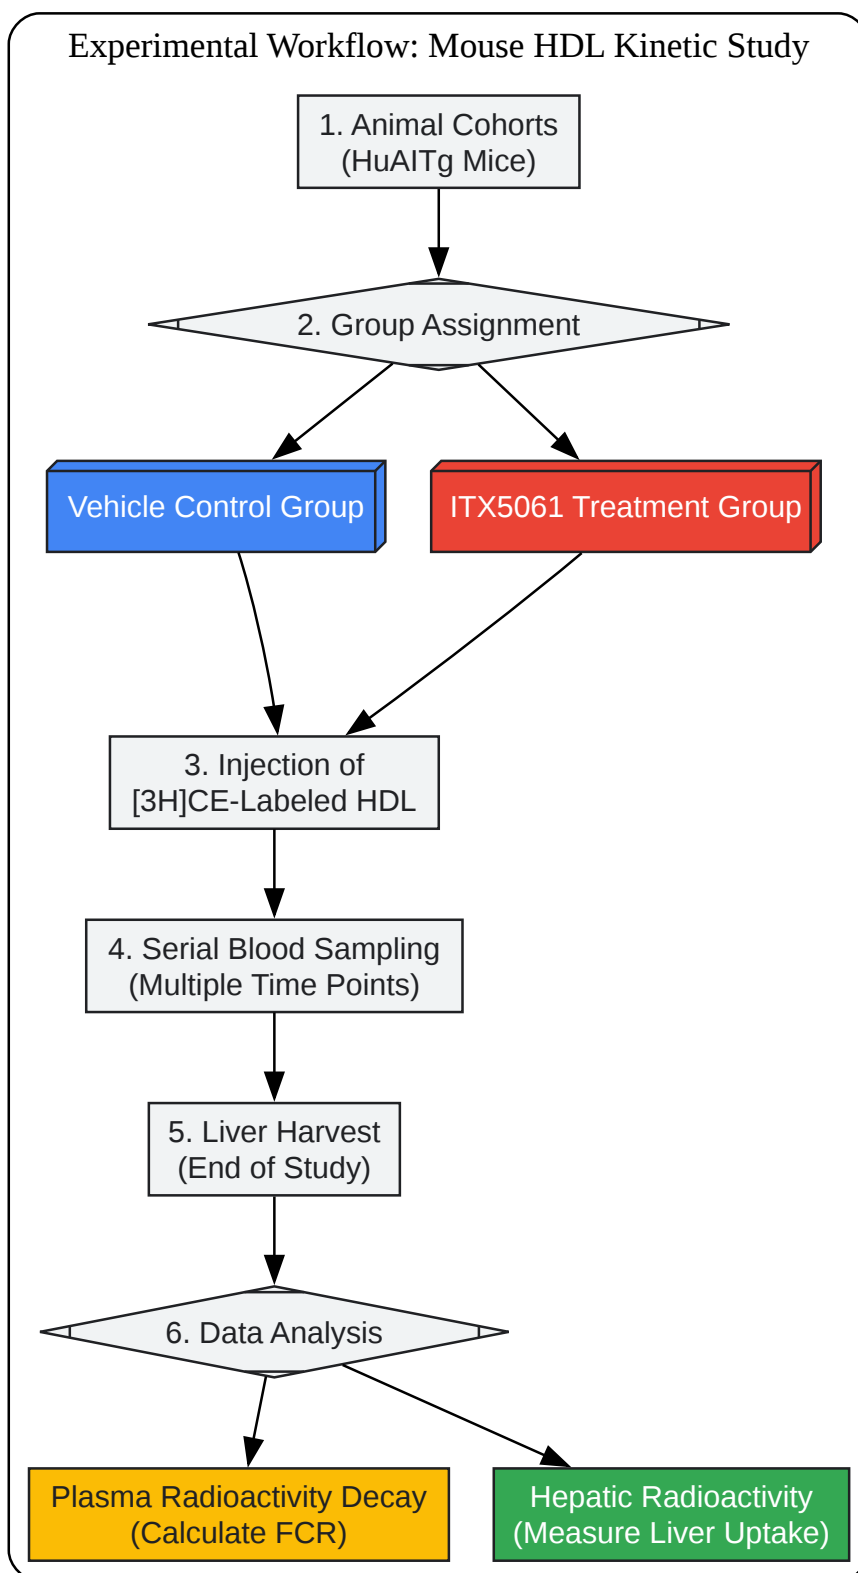 Experimental Workflow: Mouse HDL Kinetic Study
1. Animal Cohorts
(HuAITg Mice)
2. Group Assignment
Vehicle Control Group
ITX5061 Treatment Group
3. Injection of
[3H]CE-Labeled HDL
4. Serial Blood Sampling
(Multiple Time Points)
5. Liver Harvest
(End of Study)
6. Data Analysis
Plasma Radioactivity Decay
(Calculate FCR)
Hepatic Radioactivity
(Measure Liver Uptake)